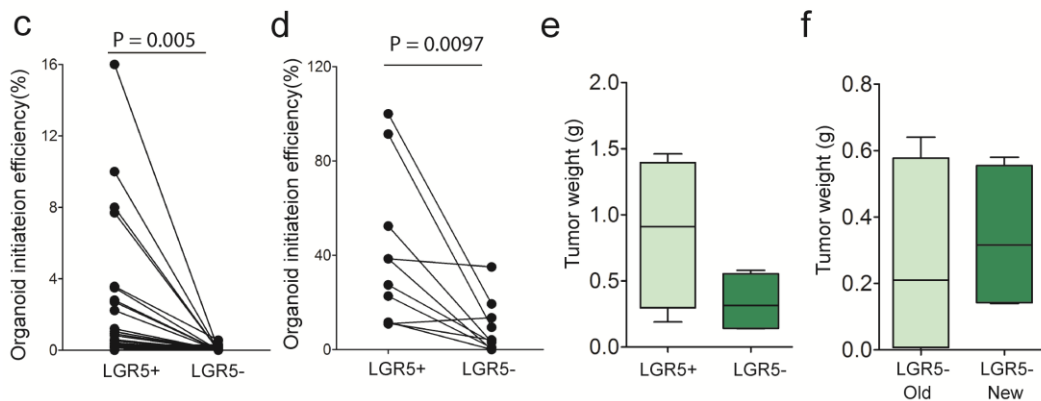 c
P = 0.005
Organoid initiateion efficiency(%)
16
12
8
4
0
LGR5+ LGR5-
d
P = 0.0097
Organoid initiateion efficiency(%)
120
80
40
0
LGR5+ LGR5-
e
Tumor weight (g)
2.0
1.5
1.0
0.5
0.0
LGR5+ LGR5-
f
Tumor weight (g)
0.8
0.6
0.4
0.2
0.0
LGR5- LGR5-
Old New